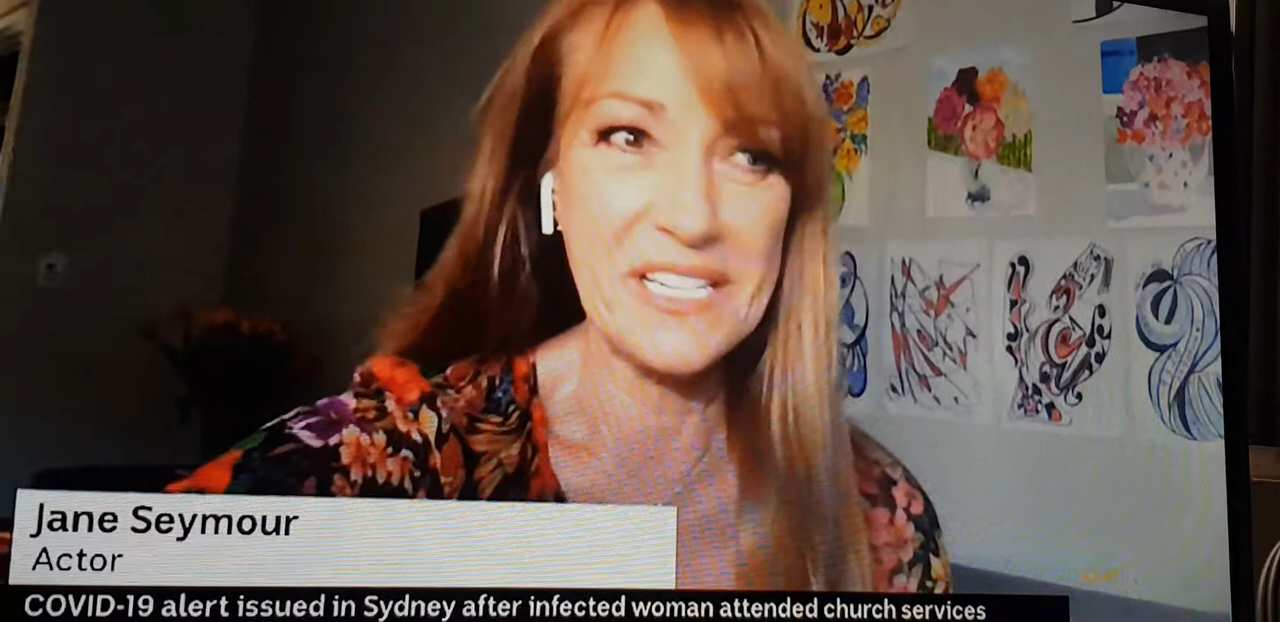 Jane Seymour
Actor
COVID-19 alert issued in Sydney after infected woman attended church services